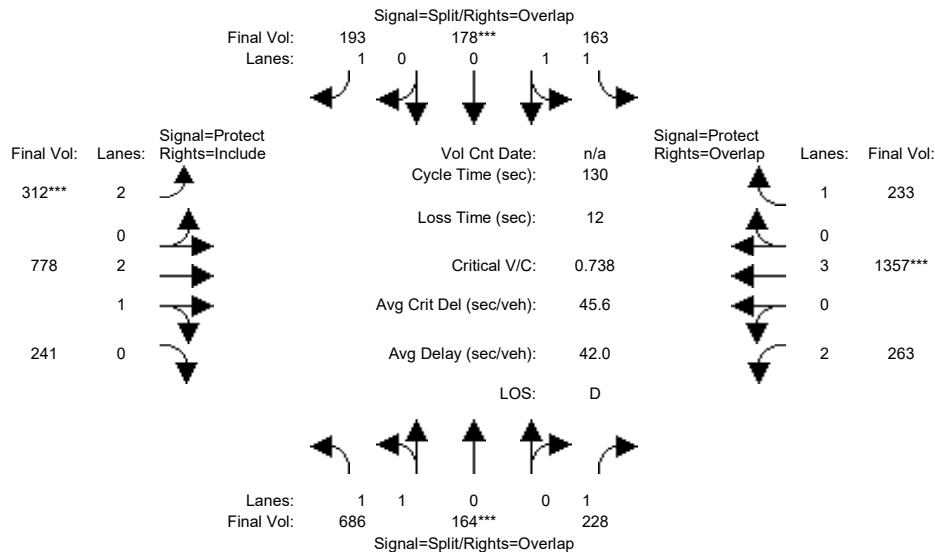 Signal=Split/Rights=Overlap
Final Vol: 193 178*** 163
Lanes: 1 0 0 1 1
Signal=Protect
Final Vol: Lanes: Rights=Include
Vol Cnt Date: n/a
Signal=Protect
Rights=Overlap Lanes: Final Vol:
Cycle Time (sec): 130
312*** 2
1 233
Loss Time (sec): 12
0
0
778 2
Critical V/C: 0.738
3 1357***
1
Avg Crit Del (sec/veh): 45.6
0
241 0
Avg Delay (sec/veh): 42.0
2 263
LOS: D
Lanes: 1 1 0 0 1
Final Vol: 686 164*** 228
Signal=Split/Rights=Overlap